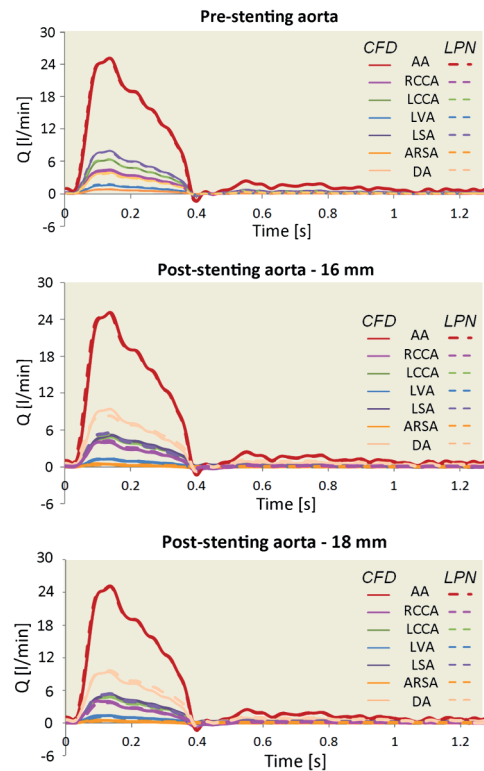 Pre-stenting aorta
30
24
18
12
6
0
-6
Q [l/min]
CFD AA LPN
RCCA
LCCA
LVA
LSA
ARSA
DA
0 0.2 0.4 0.6 0.8 1 1.2
Time [s]
Post-stenting aorta - 16 mm
30
24
18
12
6
0
-6
Q [l/min]
CFD LPN
AA
RCCA
LCCA
LVA
LSA
ARSA
DA
0 0.2 0.4 0.6 0.8 1 1.2
Time [s]
Post-stenting aorta - 18 mm
30
24
18
12
6
0
-6
Q [l/min]
CFD LPN
AA
RCCA
LCCA
LVA
LSA
ARSA
DA
0 0.2 0.4 0.6 0.8 1 1.2
Time [s]